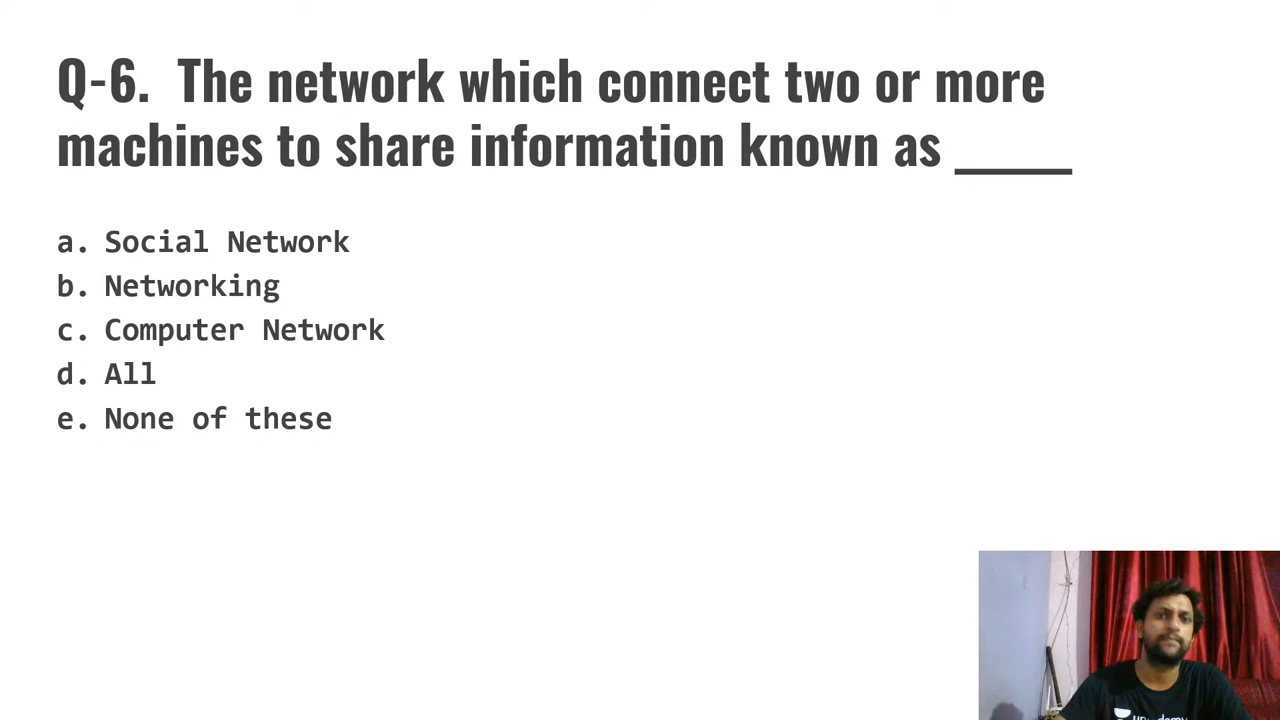 Q-6. The network which connect two or more
machines to share information known as _____
a. Social Network
b. Networking
c. Computer Network
d. All
e. None of these